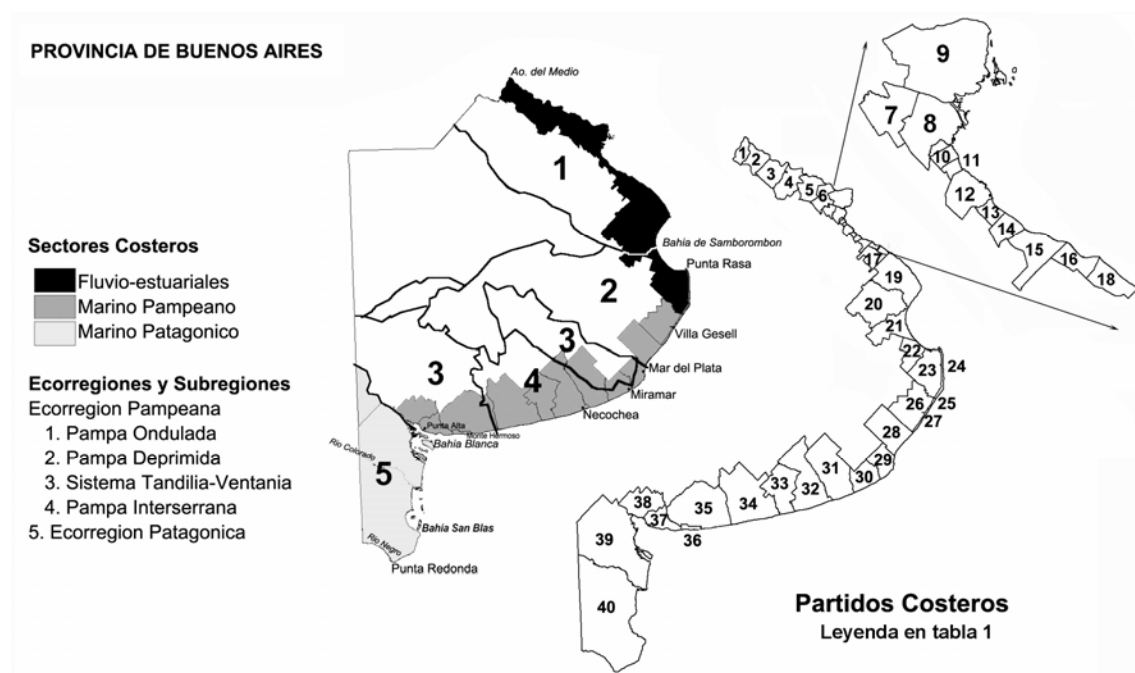 PROVINCIA DE BUENOS AIRES
Ao. del Medio
1
Bahia de Samborombon
Punta Rasa
2
Villa Gesell
3
Mar del Plata
3
4
Miramar
Necochea
Punta Alta
Monte Hermoso
Bahia Blanca
Rio Colorado
5
Bahia San Blas
Rio Negro
Punta Redonda
Sectores Costeros
Fluvio-estuariales
Marino Pampeano
Marino Patagonico
Ecorregiones y Subregiones
Ecorregion Pampeana
1. Pampa Ondulada
2. Pampa Deprimida
3. Sistema Tandilia-Ventania
4. Pampa Interserrana
5. Ecorregion Patagonica
1
2
3
4
5
6
7
8
9
10
11
12
13
14
15
16
18
17
19
20
21
22
23
24
25
26
27
28
29
30
31
32
33
34
35
36
37
38
39
40
Partidos Costeros
Leyenda en tabla 1